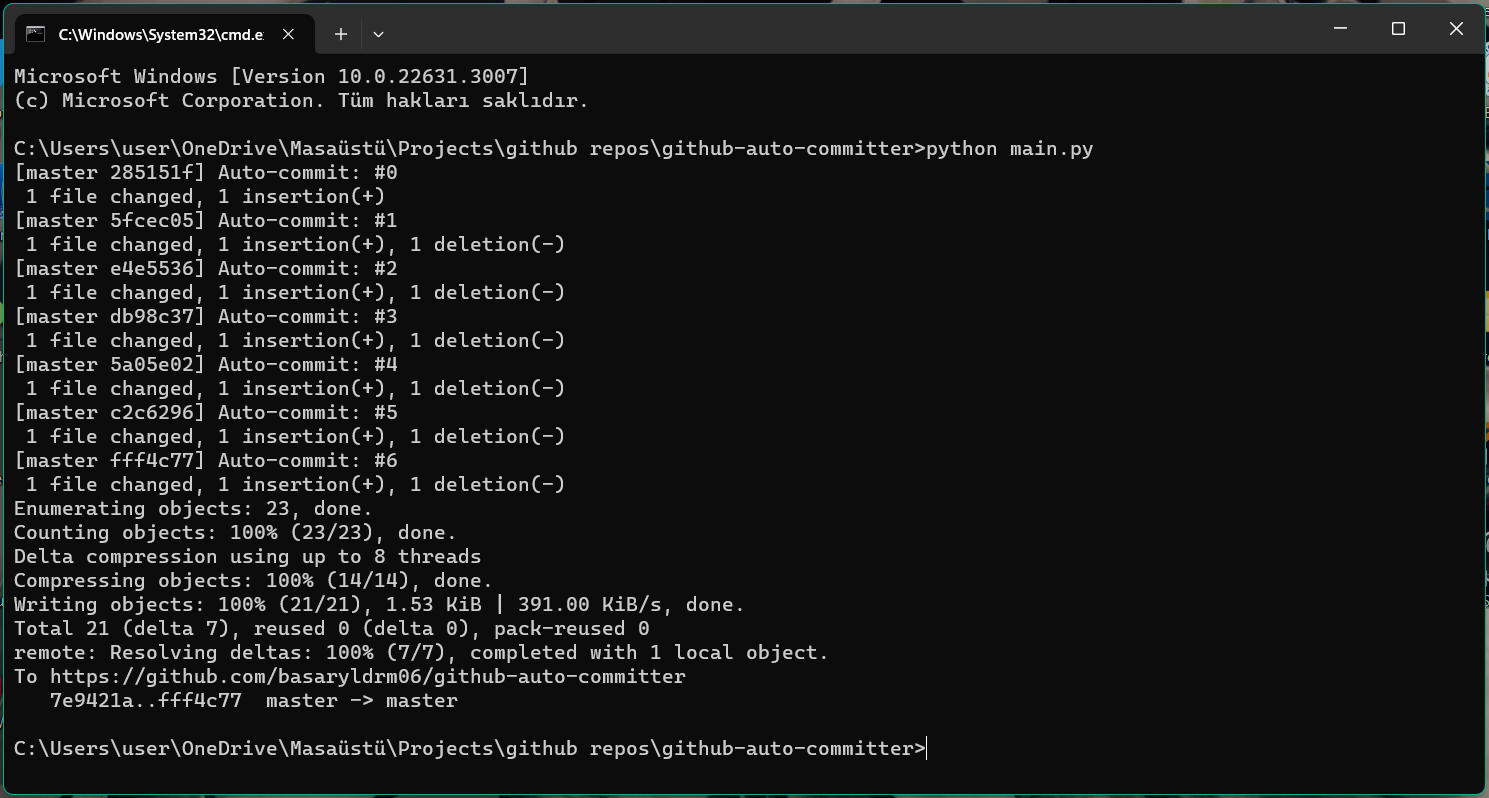 C:\Windows\System32\cmd.e
Microsoft Windows [Version 10.0.22631.3007]
(c) Microsoft Corporation. Tüm hakları saklıdır.
C:\Users\user\OneDrive\Masaüstü\Projects\github repos\github-auto-committer>python main.py
[master 285151f] Auto-commit: #0
 1 file changed, 1 insertion(+)
[master 5fcec05] Auto-commit: #1
 1 file changed, 1 insertion(+), 1 deletion(-)
[master e4e5536] Auto-commit: #2
 1 file changed, 1 insertion(+), 1 deletion(-)
[master db98c37] Auto-commit: #3
 1 file changed, 1 insertion(+), 1 deletion(-)
[master 5a05e02] Auto-commit: #4
 1 file changed, 1 insertion(+), 1 deletion(-)
[master c2c6296] Auto-commit: #5
 1 file changed, 1 insertion(+), 1 deletion(-)
[master fff4c77] Auto-commit: #6
 1 file changed, 1 insertion(+), 1 deletion(-)
Enumerating objects: 23, done.
Counting objects: 100% (23/23), done.
Delta compression using up to 8 threads
Compressing objects: 100% (14/14), done.
Writing objects: 100% (21/21), 1.53 KiB | 391.00 KiB/s, done.
Total 21 (delta 7), reused 0 (delta 0), pack-reused 0
remote: Resolving deltas: 100% (7/7), completed with 1 local object.
To https://github.com/basaryldrm06/github-auto-committer
   7e9421a..fff4c77  master -> master
C:\Users\user\OneDrive\Masaüstü\Projects\github repos\github-auto-committer>